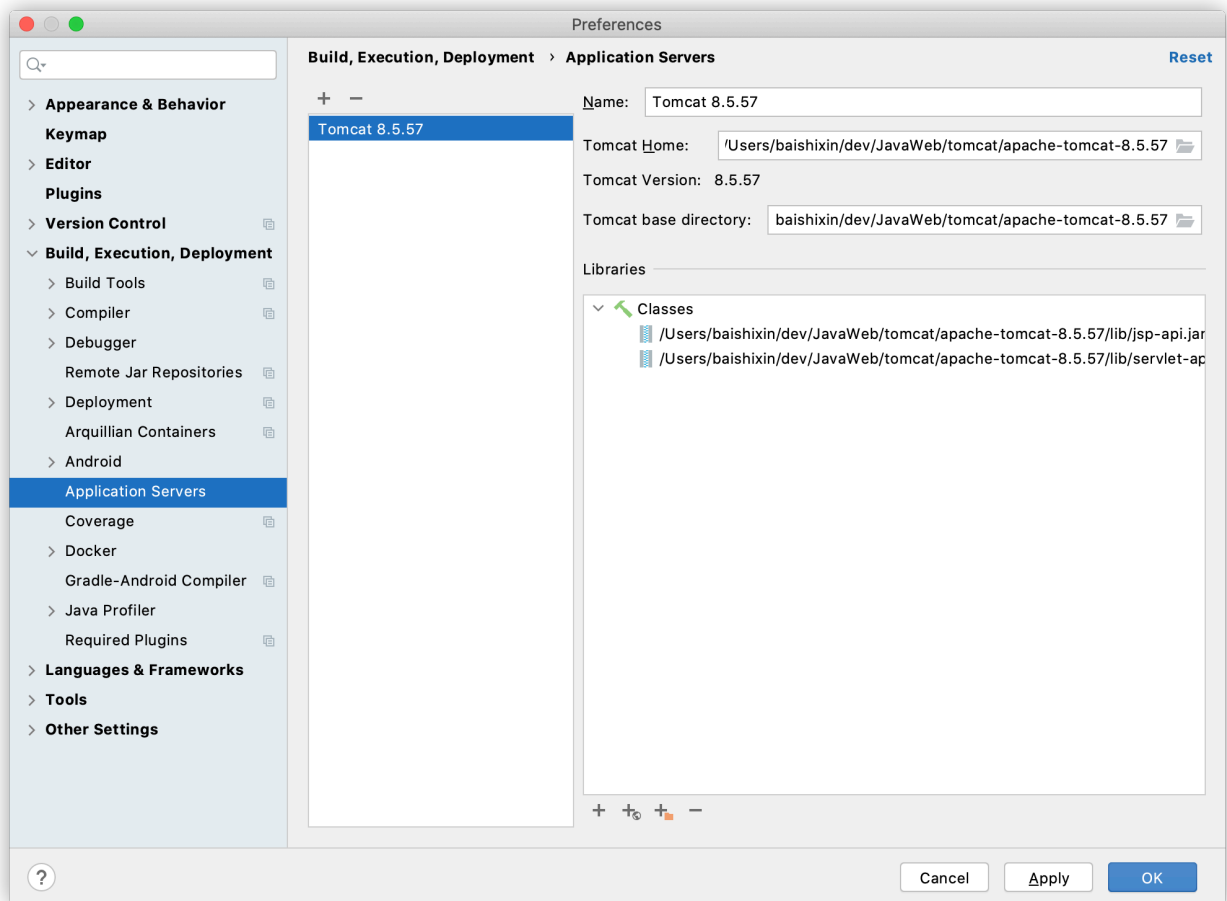 Preferences
Build, Execution, Deployment › Application Servers
Reset
Appearance & Behavior
Keymap
Editor
Plugins
Version Control
Build, Execution, Deployment
Build Tools
Compiler
Debugger
Remote Jar Repositories
Deployment
Arquillian Containers
Android
Application Servers
Coverage
Docker
Gradle-Android Compiler
Java Profiler
Required Plugins
Languages & Frameworks
Tools
Other Settings
Tomcat 8.5.57
Name: Tomcat 8.5.57
Tomcat Home: /Users/baishixin/dev/JavaWeb/tomcat/apache-tomcat-8.5.57
Tomcat Version: 8.5.57
Tomcat base directory: baishixin/dev/JavaWeb/tomcat/apache-tomcat-8.5.57
Libraries
Classes
/Users/baishixin/dev/JavaWeb/tomcat/apache-tomcat-8.5.57/lib/jsp-api.jar
/Users/baishixin/dev/JavaWeb/tomcat/apache-tomcat-8.5.57/lib/servlet-ap
?
Cancel
Apply
OK